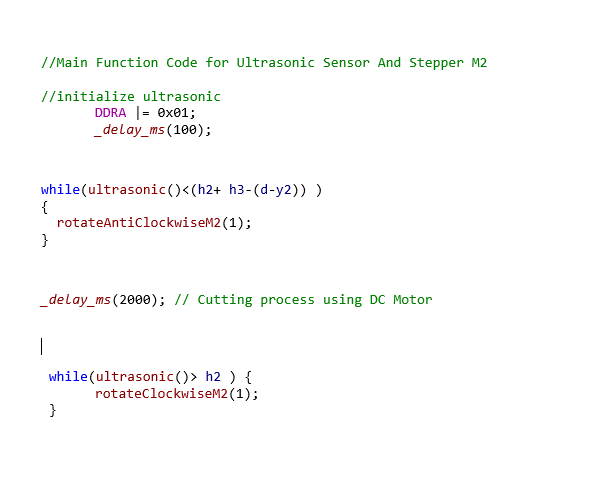 //Main Function Code for Ultrasonic Sensor And Stepper M2
//initialize ultrasonic
DDRA |= 0x01;
_delay_ms(100);
while(ultrasonic()<(h2+ h3-(d-y2)) )
{
rotateAntiClockwiseM2(1);
}
_delay_ms(2000); // Cutting process using DC Motor
while(ultrasonic()> h2 ) {
rotateClockwiseM2(1);
}